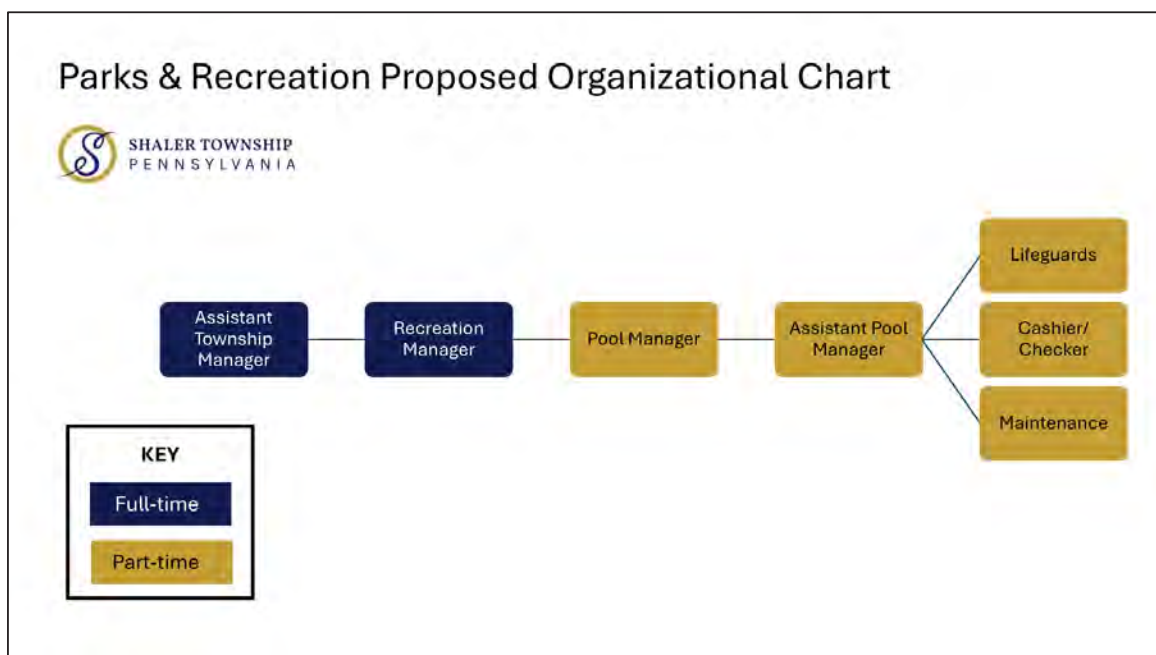 Parks & Recreation Proposed Organizational Chart
SHALER TOWNSHIP
PENNSYLVANIA
Assistant
Township
Manager
Recreation
Manager
Pool Manager
Assistant Pool
Manager
Lifeguards
Cashier/
Checker
Maintenance
KEY
Full-time
Part-time